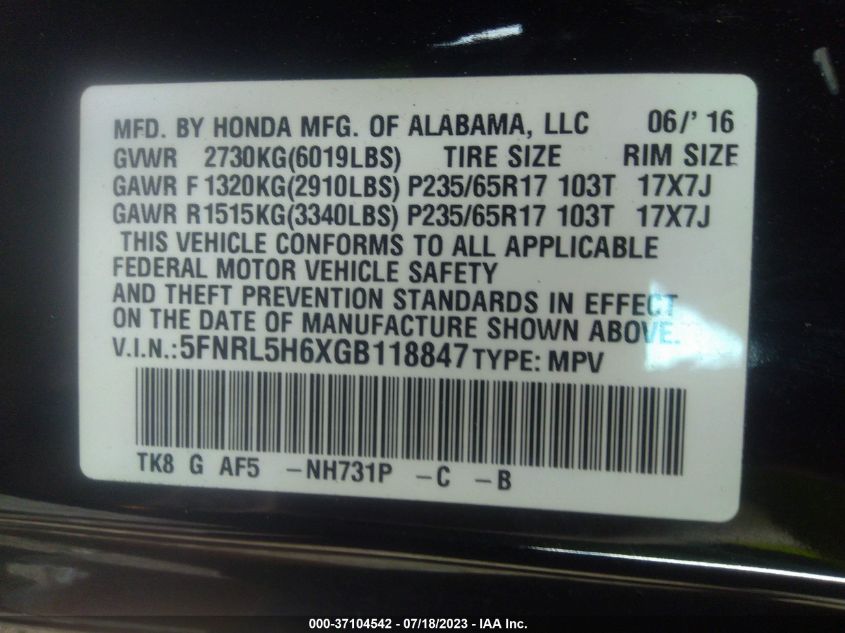 MFD. BY HONDA MFG. OF ALABAMA, LLC 06/' 16
GVWR 2730KG(6019LBS) TIRE SIZE RIM SIZE
GAWR F 1320KG(2910LBS) P235/65R17 103T 17X7J
GAWR R1515KG(3340LBS) P235/65R17 103T 17X7J
THIS VEHICLE CONFORMS TO ALL APPLICABLE
FEDERAL MOTOR VEHICLE SAFETY
AND THEFT PREVENTION STANDARDS IN EFFECT
ON THE DATE OF MANUFACTURE SHOWN ABOVE.
V.I.N.:5FNRL5H6XGB118847 TYPE: MPV
TK8 G AF5 -NH731P -C -B
000-37104542 - 07/18/2023 - IAA Inc.